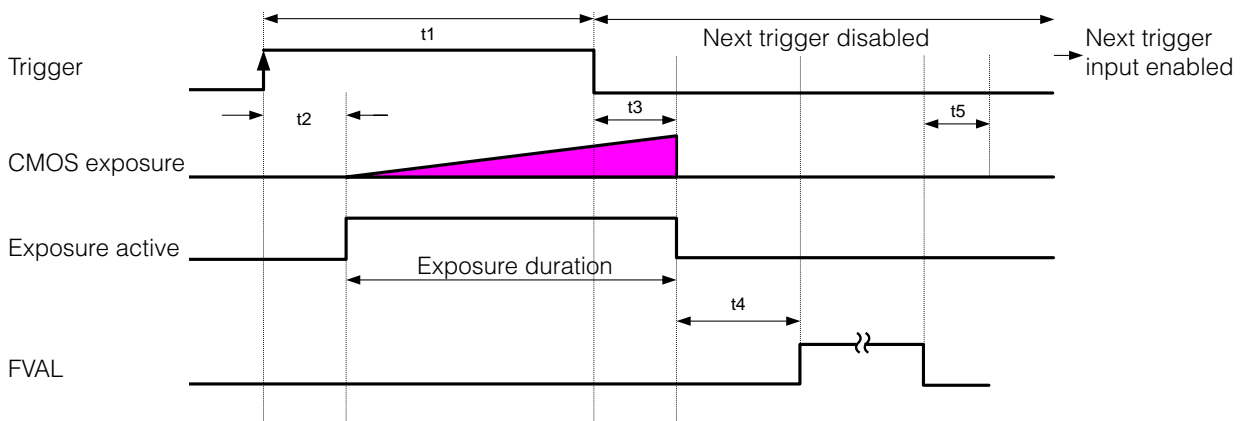 t1
Next trigger disabled
Next trigger
input enabled
Trigger
t2
t3
t5
CMOS exposure
Exposure active
Exposure duration
t4
FVAL